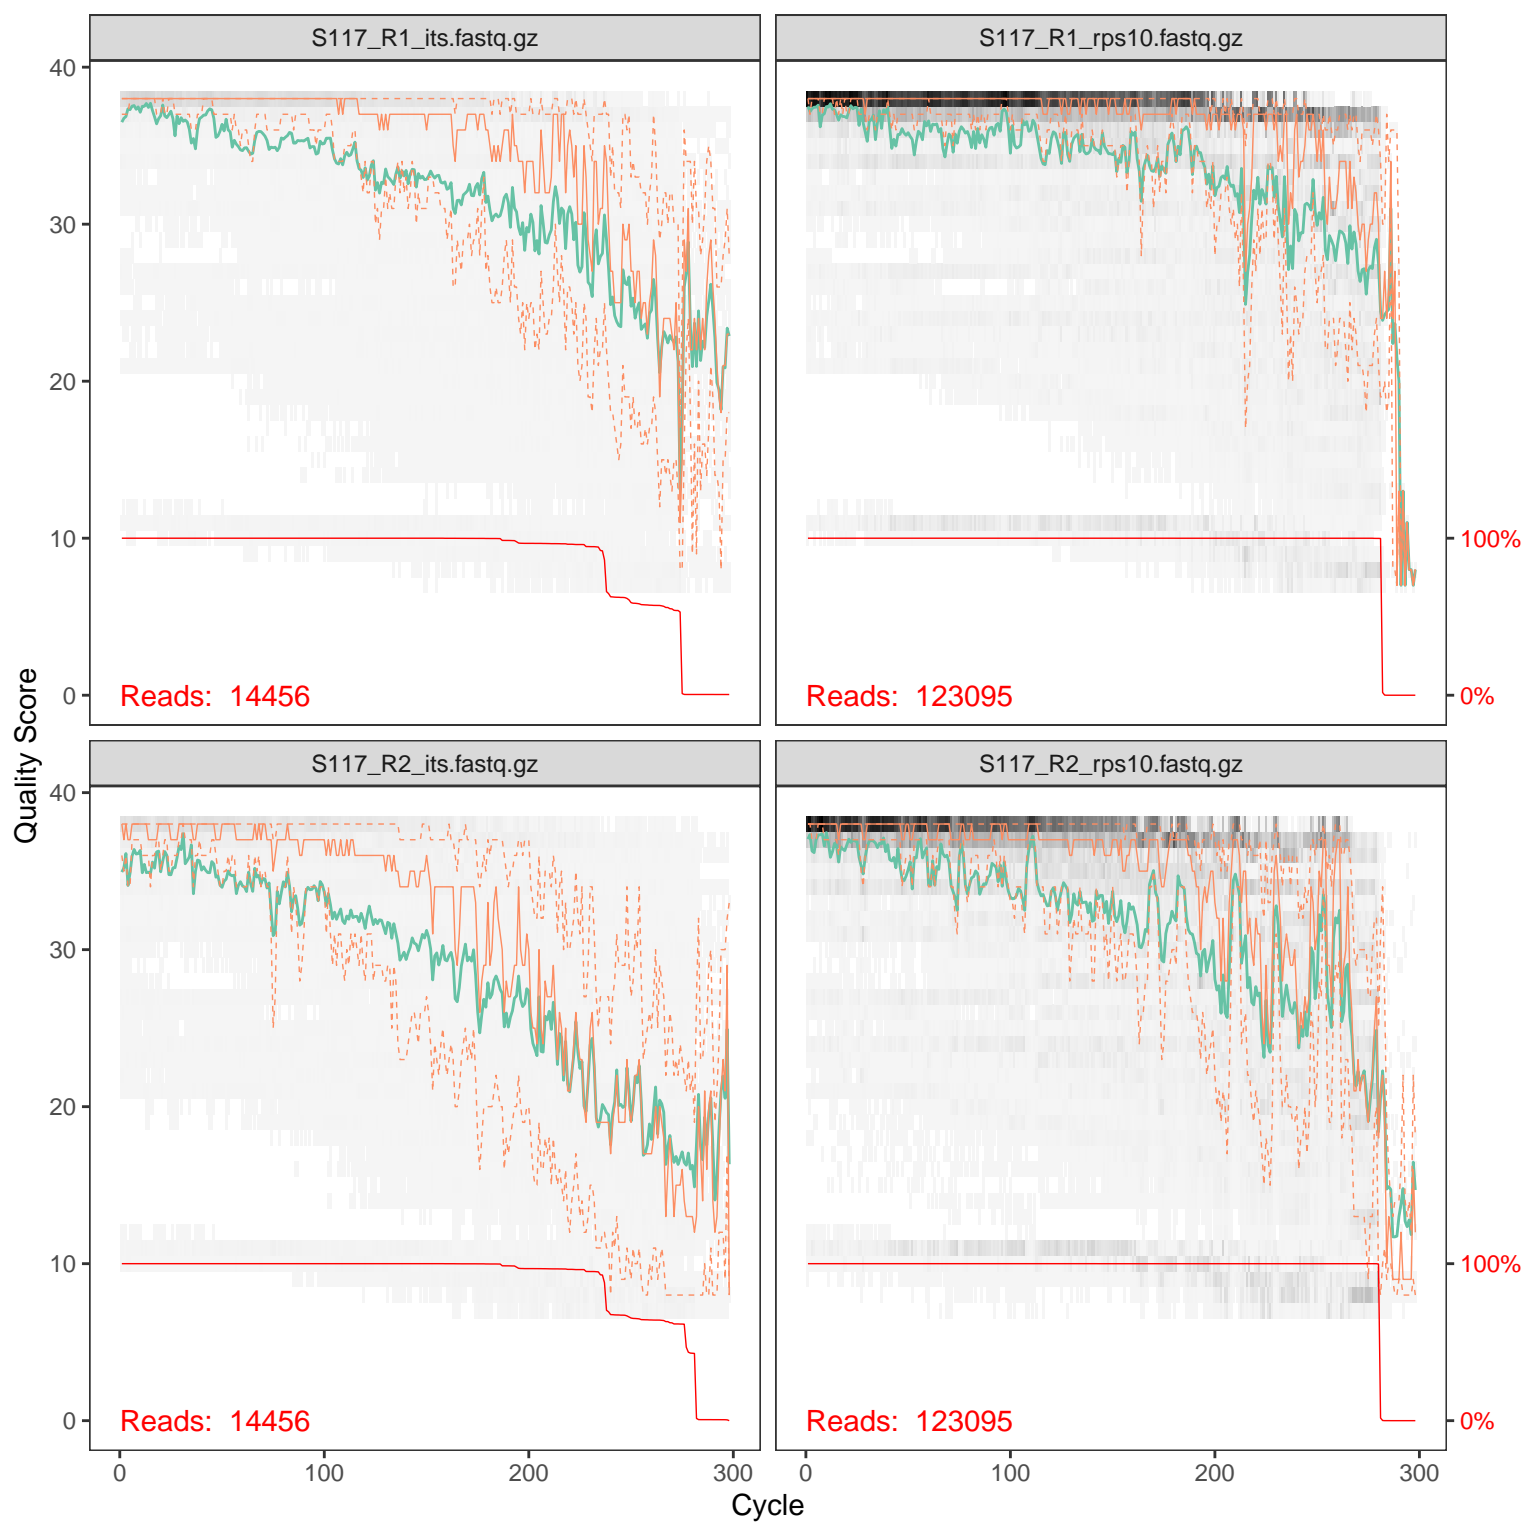 S117_R1_its.fastq.gz
S117_R1_rps10.fastq.gz
40
30
20
10
0
100%
0%
Reads: 14456
Reads: 123095
Quality Score
S117_R2_its.fastq.gz
S117_R2_rps10.fastq.gz
40
30
20
10
0
100%
0%
Reads: 14456
Reads: 123095
0
100
200
300
0
100
200
300
Cycle